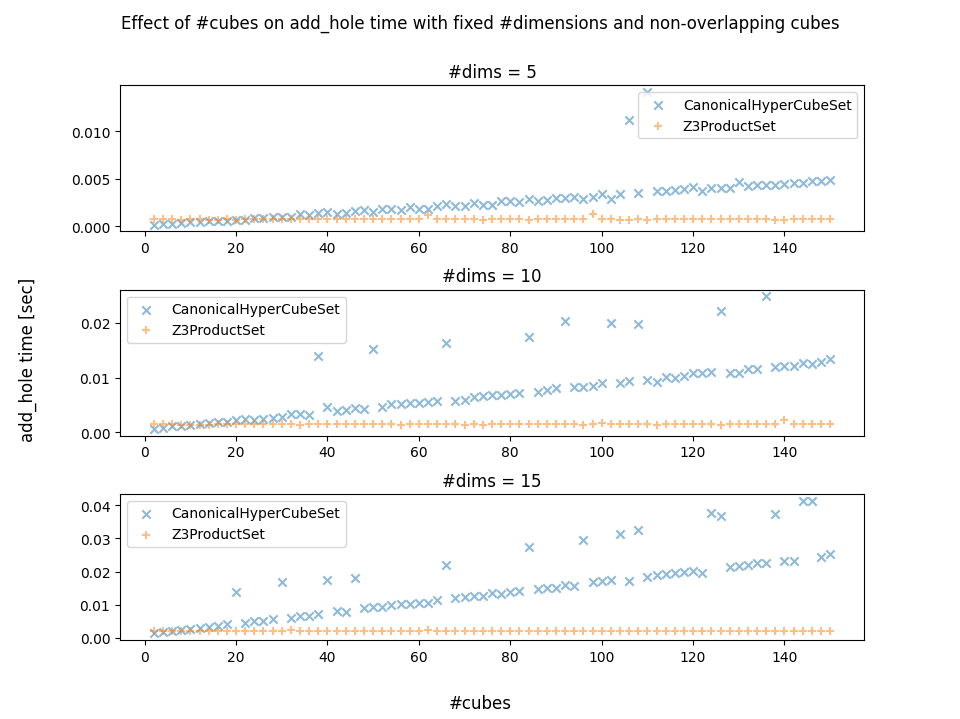 Effect of #cubes on add_hole time with fixed #dimensions and non-overlapping cubes
#dims = 5
CanonicalHyperCubeSet
Z3ProductSet
0.010
0.005
0.000
0 20 40 60 80 100 120 140
#dims = 10
CanonicalHyperCubeSet
Z3ProductSet
0.02
0.01
0.00
0 20 40 60 80 100 120 140
add_hole time [sec]
#dims = 15
CanonicalHyperCubeSet
Z3ProductSet
0.04
0.03
0.02
0.01
0.00
0 20 40 60 80 100 120 140
#cubes